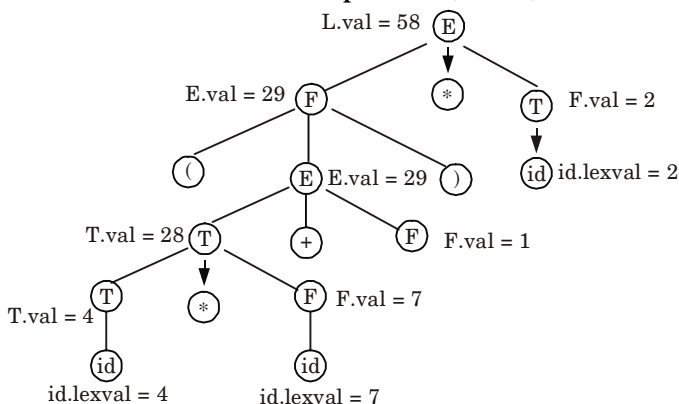 L.val = 58 E
E.val = 29 F * T F.val = 2
( E E.val = 29 ) id id.lexval = 2
T.val = 28 T + F F.val = 1
T.val = 4 T * F F.val = 7
id id
id.lexval = 4 id.lexval = 7